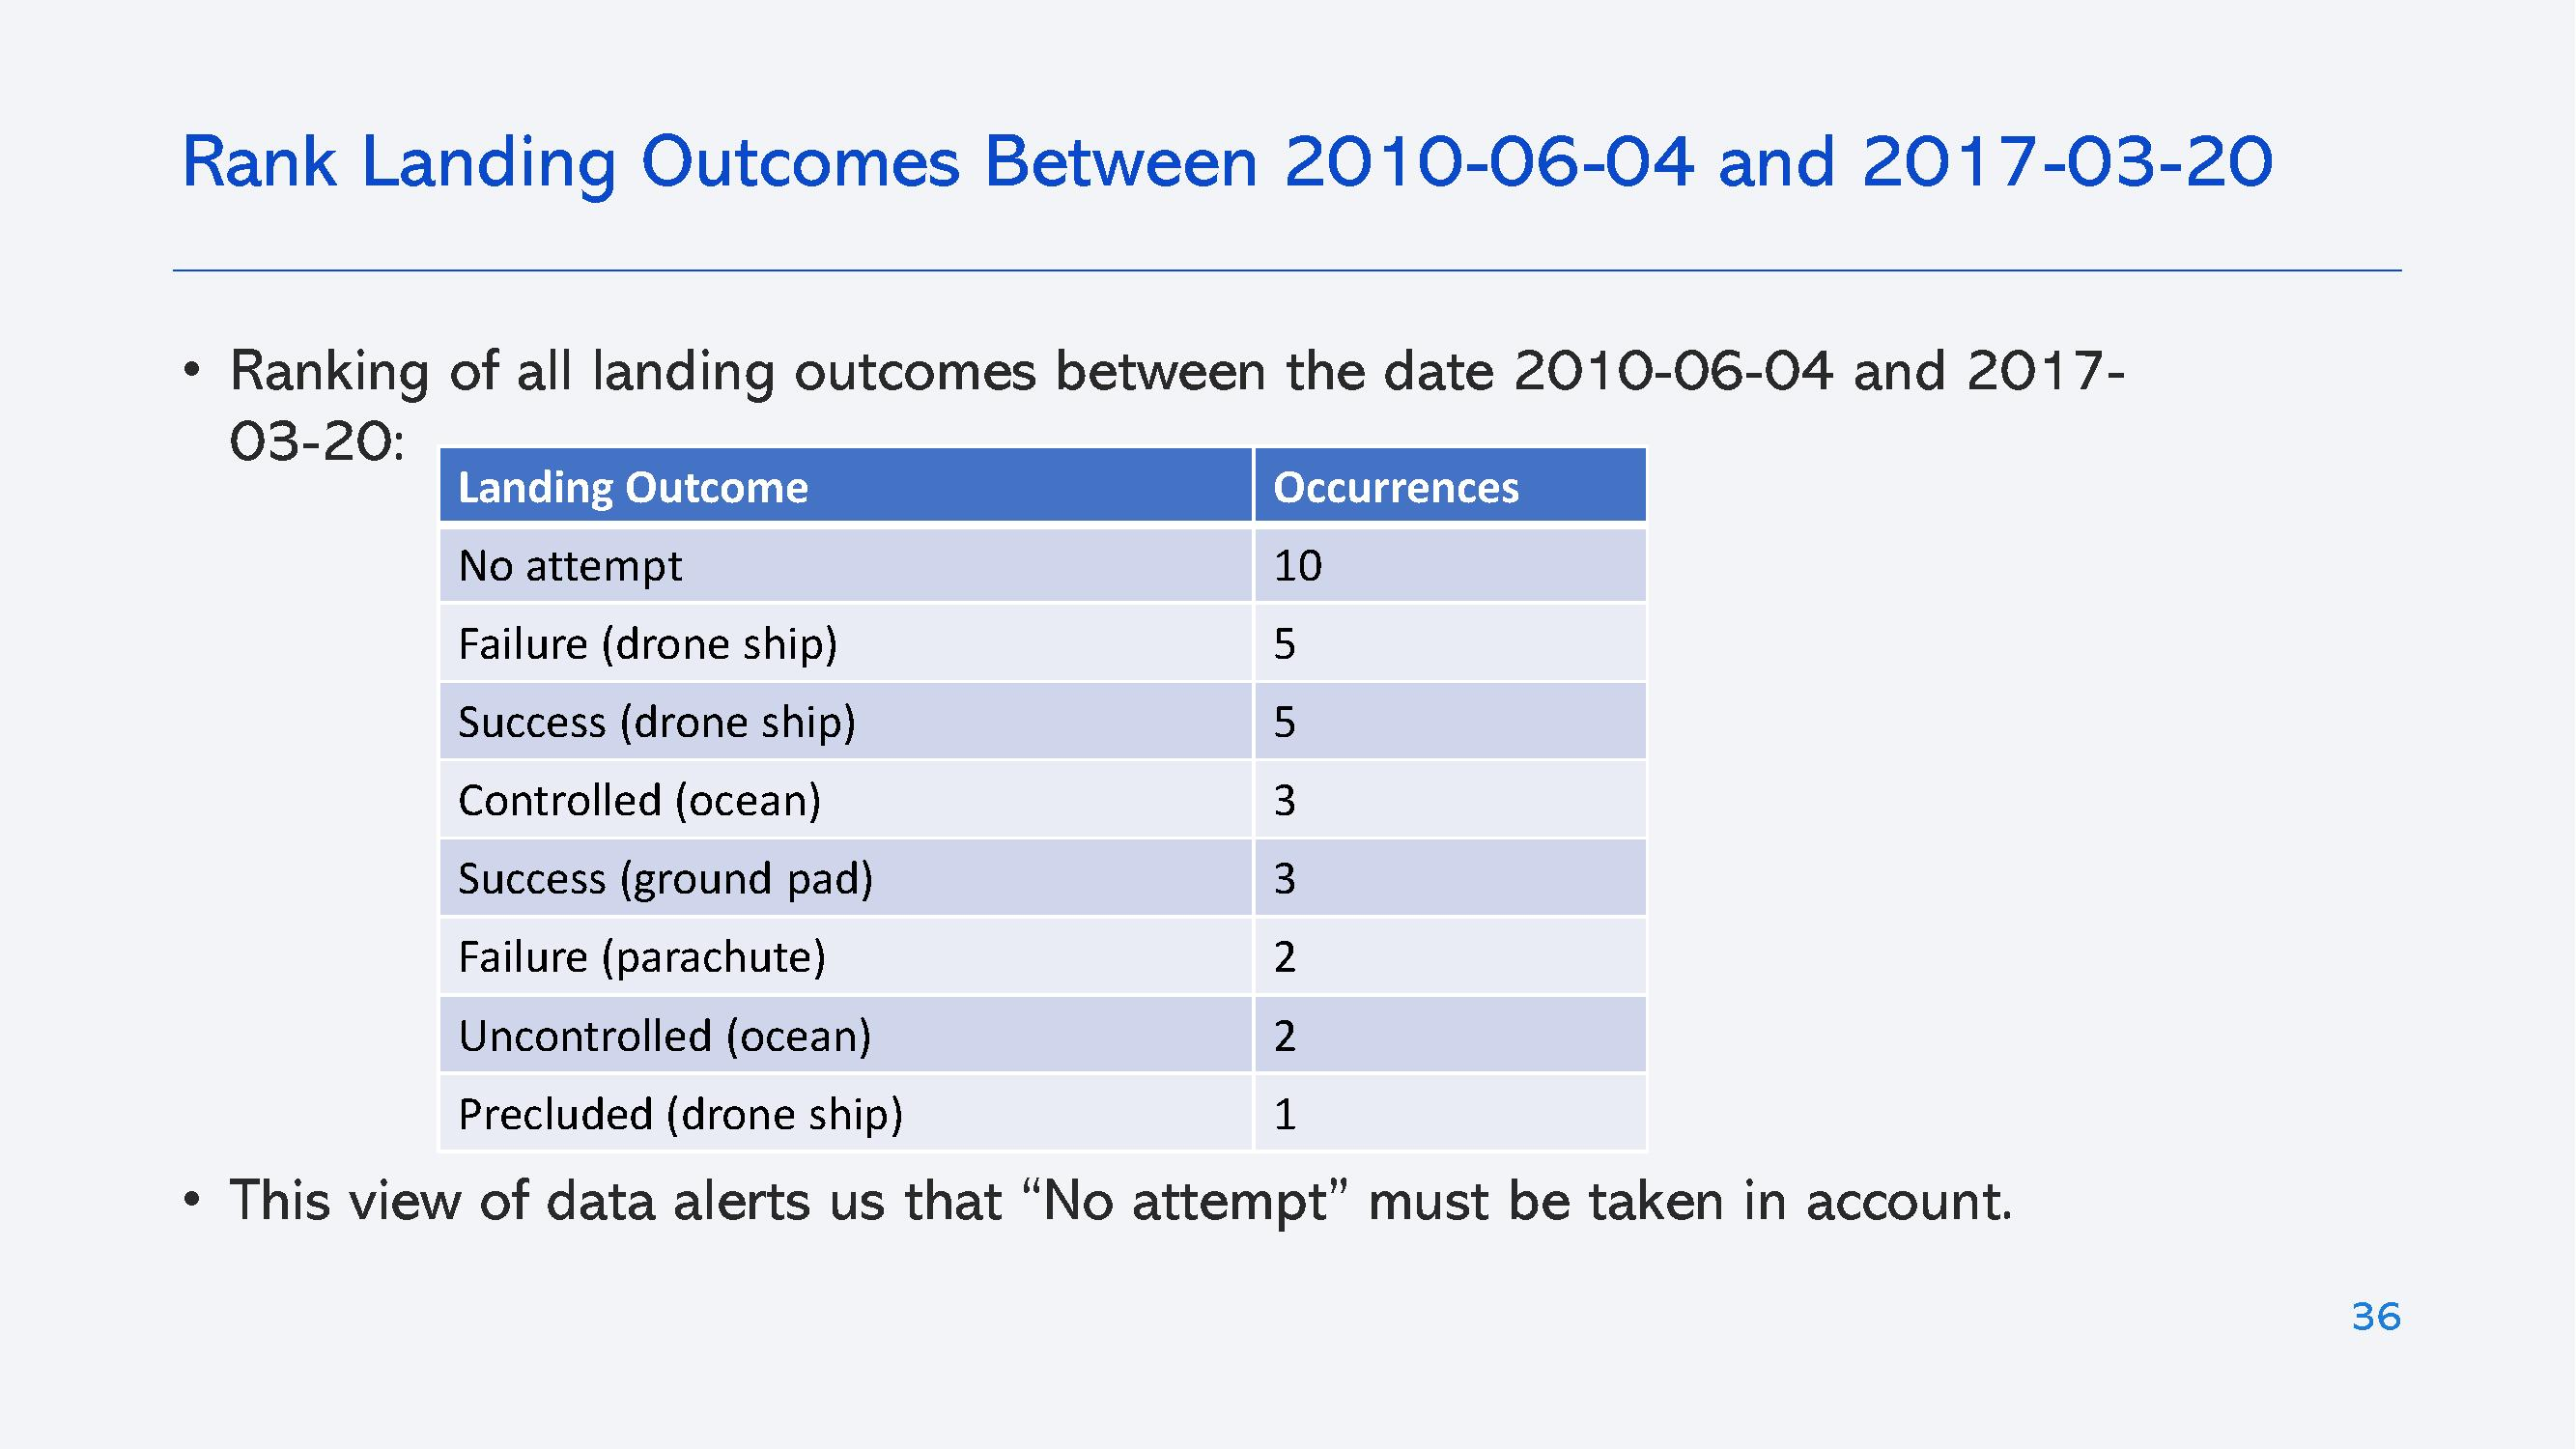 Rank Landing Outcomes Between 2010-06-04 and 2017-03-20
• Ranking of all landing outcomes between the date 2010-06-04 and 2017-
03-20:
Landing Outcome Occurrences
No attempt 10
Failure (drone ship) 5
Success (drone ship) 5
Controlled (ocean) 3
Success (ground pad) 3
Failure (parachute) 2
Uncontrolled (ocean) 2
Precluded (drone ship) 1
• This view of data alerts us that “No attempt” must be taken in account.
36